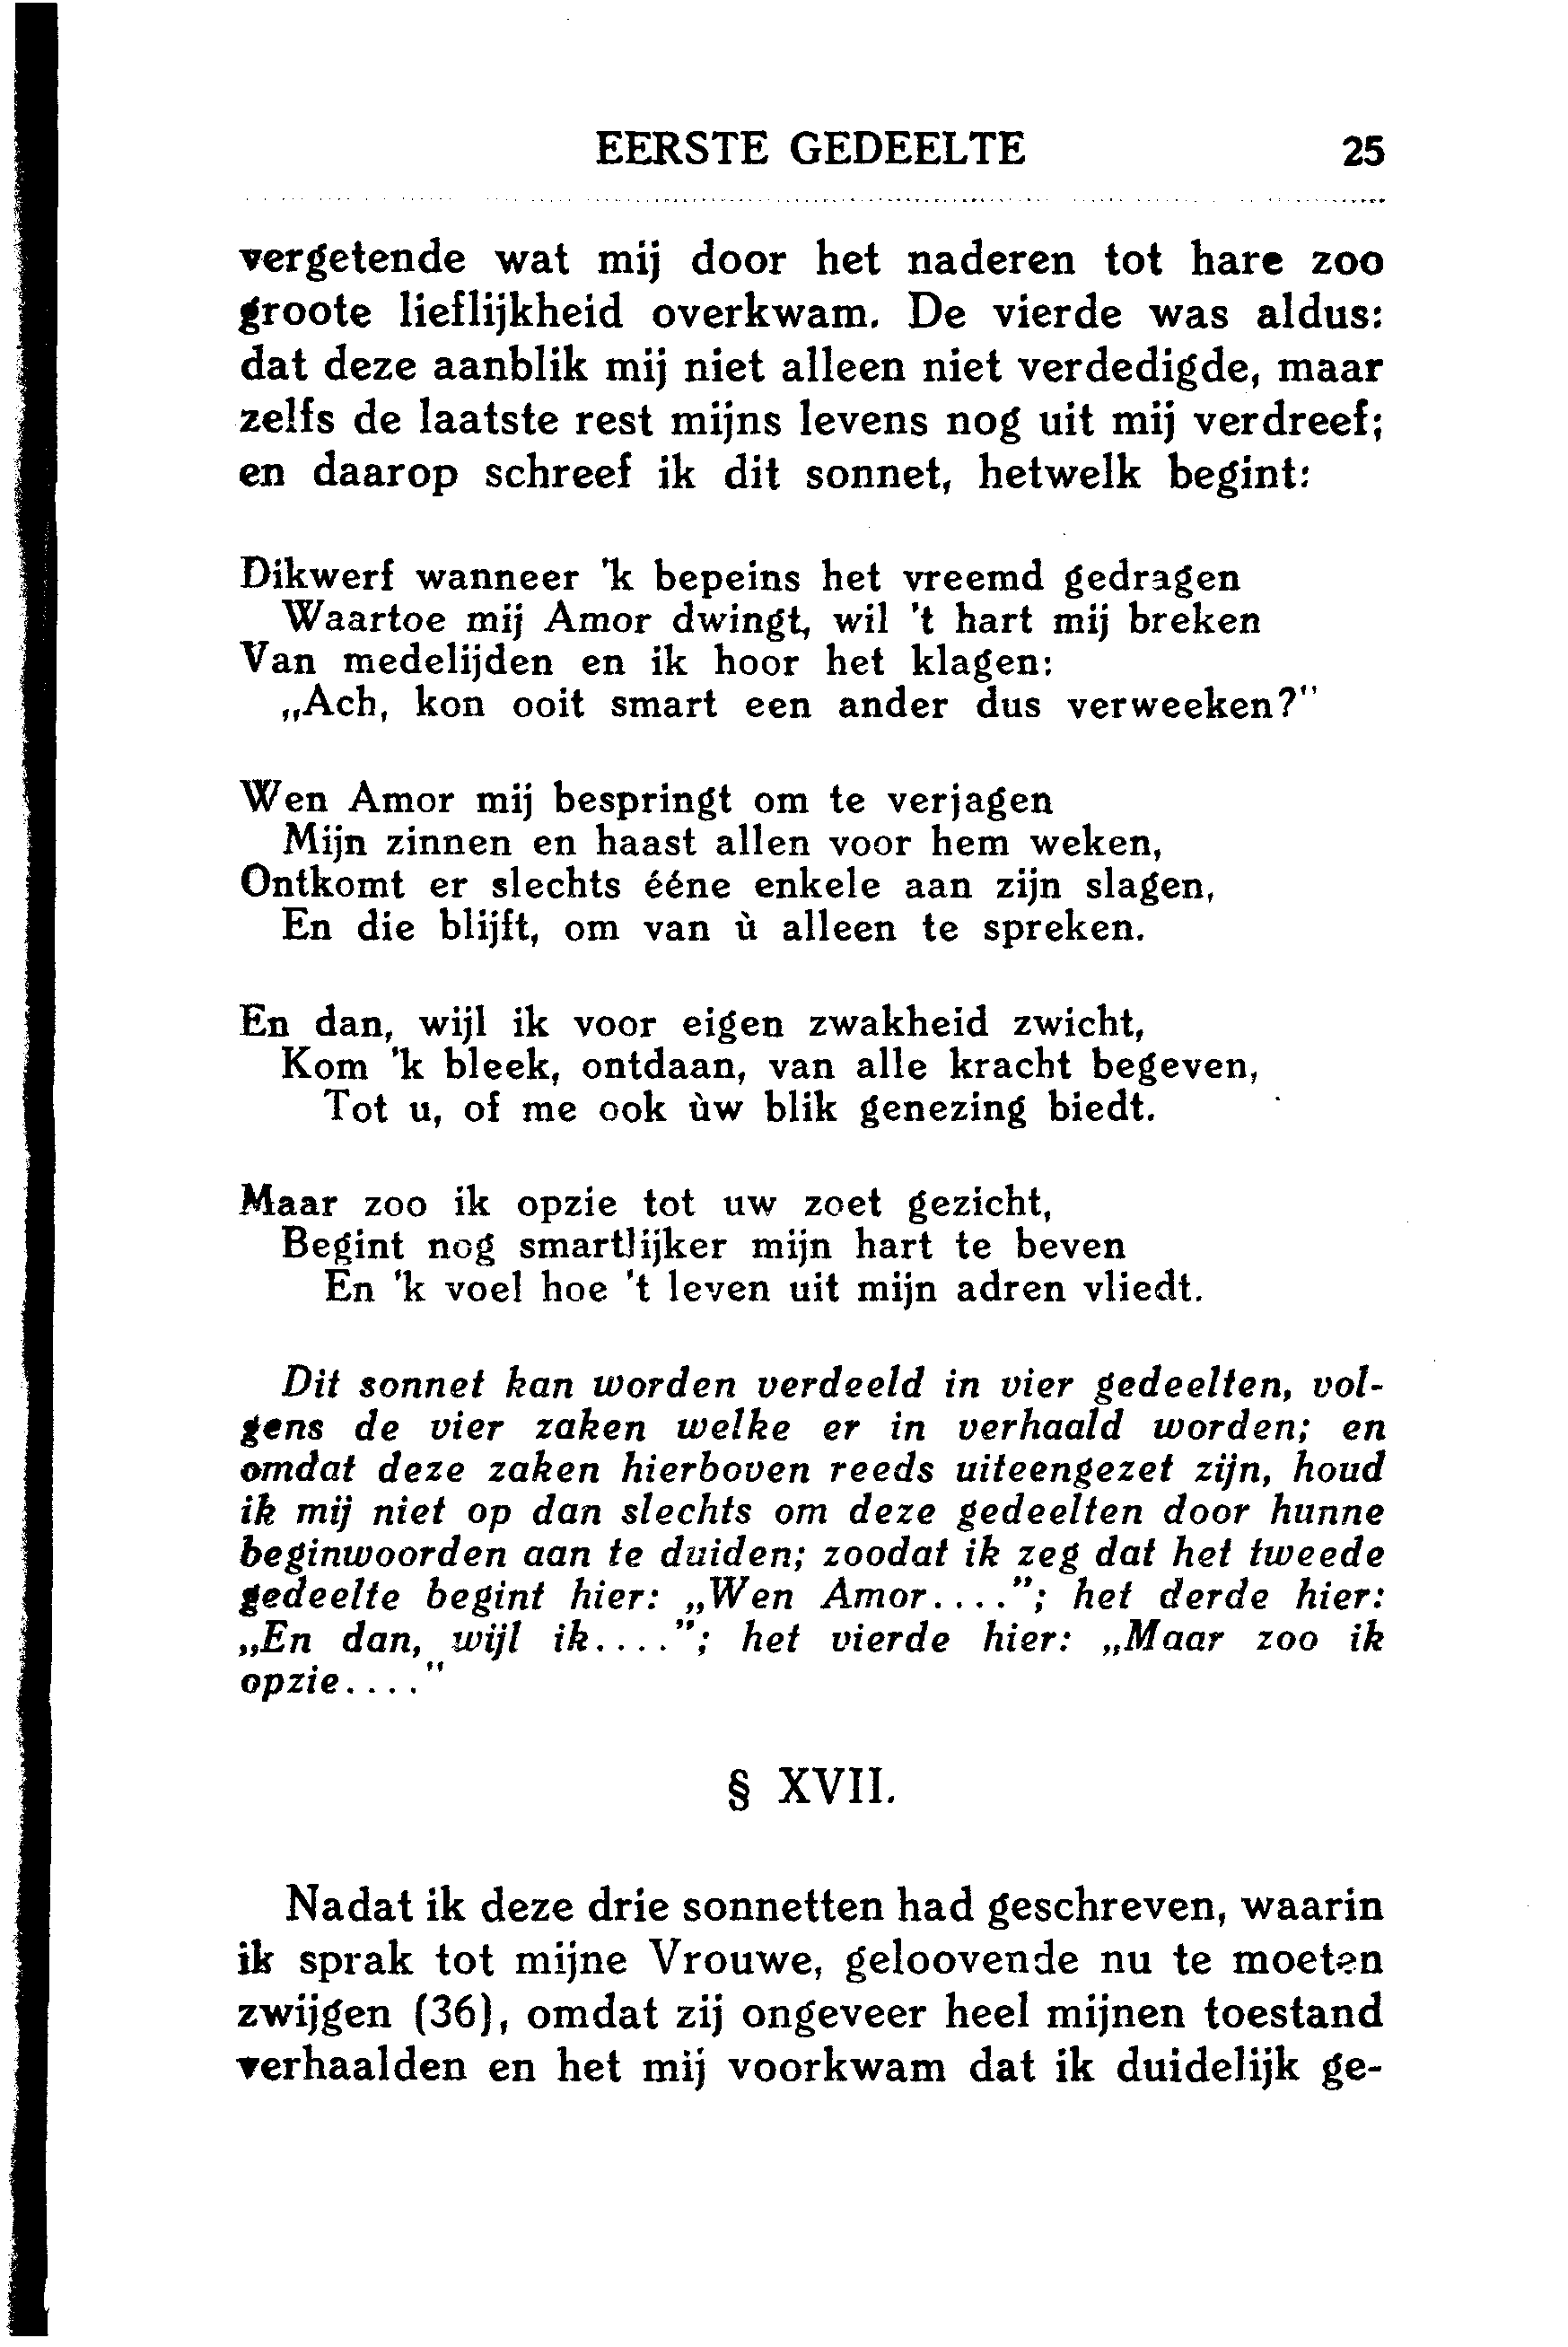 EERSTE GEDEELTE 25
vergetende wat mij door het naderen tot hare zoo
groote lieflijkheid overkwam. De vierde was aldus:
dat deze aanblik mij niet alleen niet verdedigde, maar
zelfs de laatste rest mijns levens nog uit mij verdreef;
en daarop schreef ik dit sonnet, hetwelk begint:
Dikwerf wanneer 'k bepeins het vreemd gedragen
Waartoe mij Amor dwingt, wil 't hart mij breken
Van medelijden en ik hoor het klagen:
„Ach, kon ooit smart een ander dus verweeken?"
Wen Amor mij bespringt om te verjagen
Mijn zinnen en haast allen voor hem weken,
Ontkomt er slechts ééne enkele aan zijn slagen,
En die blijft, om van ù alleen te spreken.
En dan, wijl ik voor eigen zwakheid zwicht,
Kom 'k bleek, ontdaan, van alle kracht begeven,
Tot u, of me ook ùw blik genezing biedt.
Maar zoo ik opzie tot uw zoet gezicht,
Begint nog smartlijker mijn hart te beven
En 'k voel hoe 't leven uit mijn adren vliedt.
Dit sonnet kan worden verdeeld in vier gedeelten, vol-
gens de vier zaken welke er in verhaald worden; en
omdat deze zaken hierboven reeds uiteengezet zijn, houd
ik mij niet op dan slechts om deze gedeelten door hunne
beginwoorden aan te duiden; zoodat ik zeg dat het tweede
gedeelte begint hier: „Wen Amor...."; het derde hier:
„En dan, wijl ik...."; het vierde hier: „Maar zoo ik
opzie...."
§ XVII.
Nadat ik deze drie sonnetten had geschreven, waarin
ik sprak tot mijne Vrouwe, geloovende nu te moeten
zwijgen (36), omdat zij ongeveer heel mijnen toestand
verhaalden en het mij voorkwam dat ik duidelijk ge-